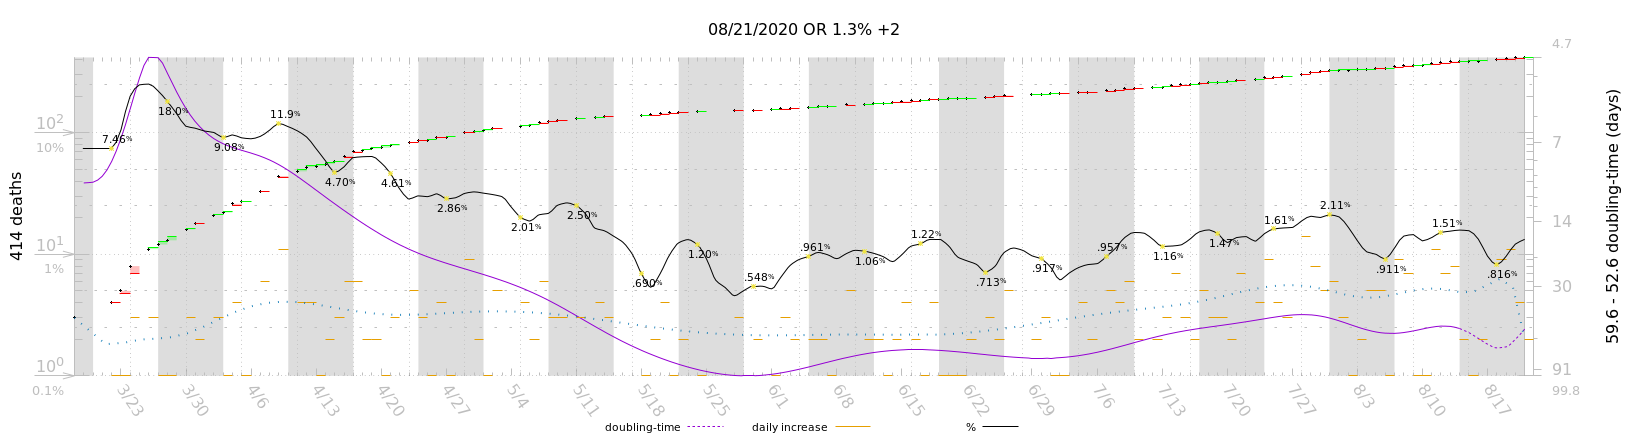 08/21/2020 OR 1.3% +2
4.7
10² 7.46% 18.0% 9.08% 11.9% 4.70% 4.61% 2.86% 2.01% 2.50% .690% 1.20% .548% .961% 1.06% 1.22% .713% .917% .957% 1.16% 1.47% 1.61% 2.11% .911% 1.51% .816% 7
10%
14
10¹
1%
30
10⁰ 91
0.1% 99.8
414 deaths
59.6 - 52.6 doubling-time (days)
3/23 3/30 4/6 4/13 4/20 4/27 5/4 5/11 5/18 5/25 6/1 6/8 6/15 6/22 6/29 7/6 7/13 7/20 7/27 8/3 8/10 8/17
doubling-time daily increase %